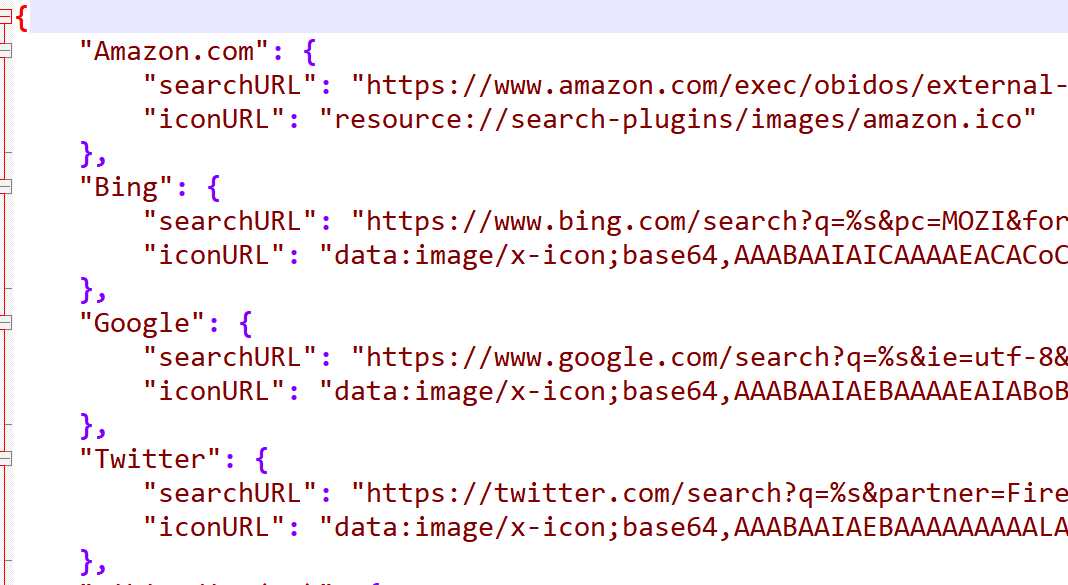 {
"Amazon.com": {
"searchURL": "https://www.amazon.com/exec/obidos/external-
"iconURL": "resource://search-plugins/images/amazon.ico"
},
"Bing": {
"searchURL": "https://www.bing.com/search?q=%s&pc=MOZI&for
"iconURL": "data:image/x-icon;base64,AAABAAIAICAAAAEACACoC
},
"Google": {
"searchURL": "https://www.google.com/search?q=%s&ie=utf-8&
"iconURL": "data:image/x-icon;base64,AAABAAIAEBAAAAEAIABoB
},
"Twitter": {
"searchURL": "https://twitter.com/search?q=%s&partner=Fire
"iconURL": "data:image/x-icon;base64,AAABAAIAEBAAAAAAAAALA
},